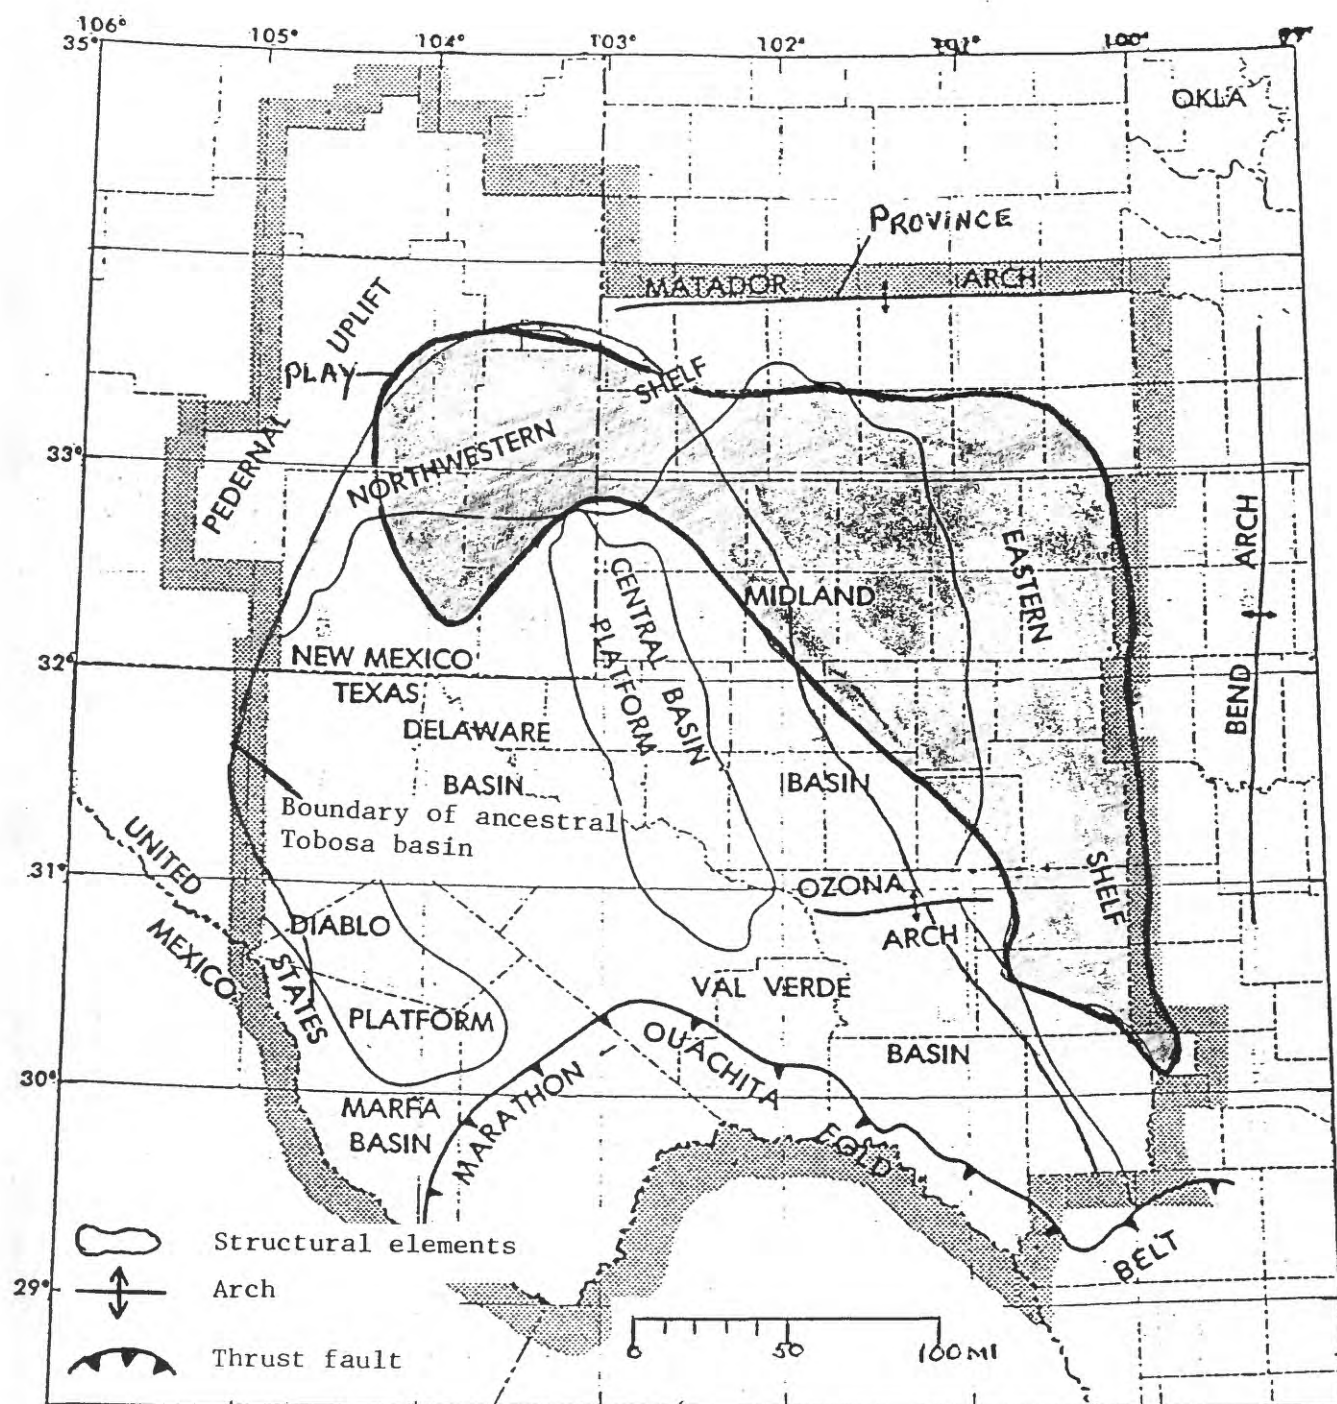 106°
35° 105° 104° 103° 102° 101° 100° 99°
OKLA
PROVINCE
MATADOR ARCH
UPLIFT
PLAY
SHELF
NORTHWESTERN
33°
PEDERNAL
EASTERN
ARCH
CENTRAL BASIN
PLATFORM
MIDLAND
32°
NEW MEXICO
TEXAS
DELAWARE
BASIN
BASIN
BEND
Boundary of ancestral
Tobosa basin
UNITED
STATES
31°
OZONA
ARCH
SHELF
DIABLO
MEXICO
VAL VERDE
PLATFORM
OUACHITA
BASIN
30°
MARFA
BASIN
MARATHON
FOLD
BELT
Structural elements
29°
Arch
Thrust fault
0 50 100 MI